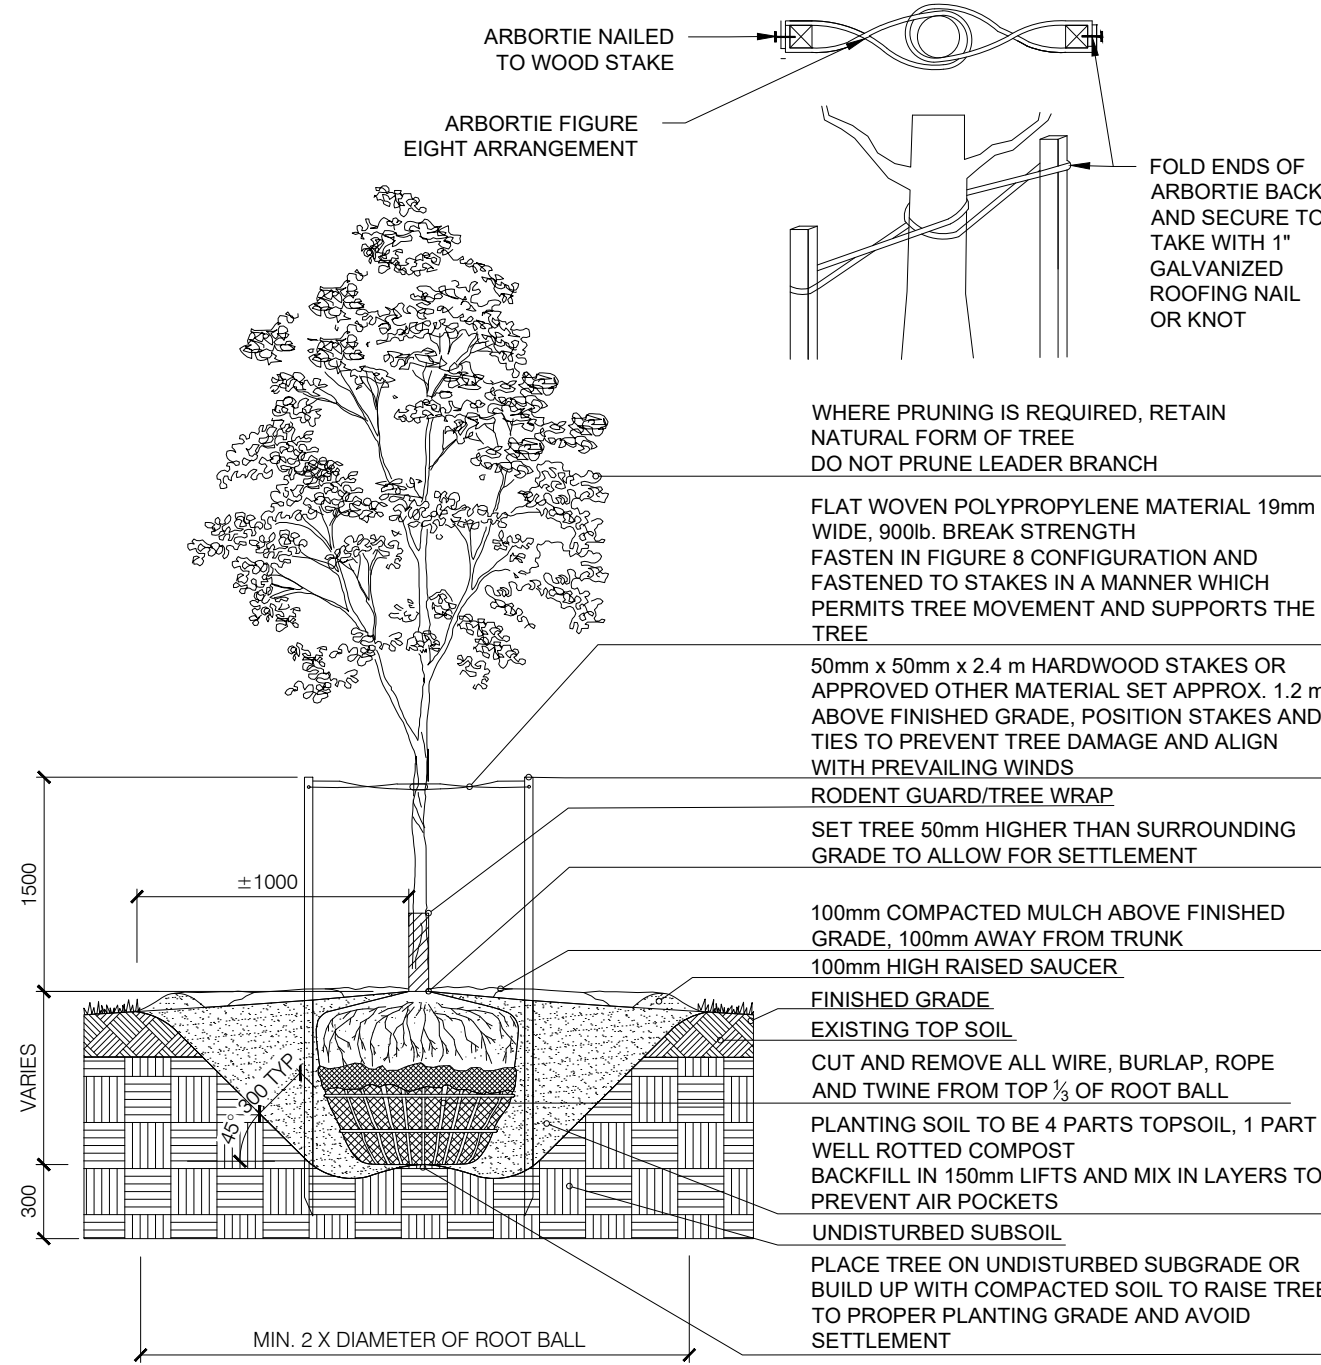 ARBORTIE NAILED
TO WOOD STAKE
ARBORTIE FIGURE
EIGHT ARRANGEMENT
FOLD ENDS OF
ARBORTIE BACK
AND SECURE TO
TAKE WITH 1"
GALVANIZED
ROOFING NAIL
OR KNOT
WHERE PRUNING IS REQUIRED, RETAIN
NATURAL FORM OF TREE
DO NOT PRUNE LEADER BRANCH
FLAT WOVEN POLYPROPYLENE MATERIAL 19mm
WIDE, 900lb. BREAK STRENGTH
FASTEN IN FIGURE 8 CONFIGURATION AND
FASTENED TO STAKES IN A MANNER WHICH
PERMITS TREE MOVEMENT AND SUPPORTS THE
TREE
50mm x 50mm x 2.4 m HARDWOOD STAKES OR
APPROVED OTHER MATERIAL SET APPROX. 1.2 m
ABOVE FINISHED GRADE, POSITION STAKES AND
TIES TO PREVENT TREE DAMAGE AND ALIGN
WITH PREVAILING WINDS
RODENT GUARD/TREE WRAP
SET TREE 50mm HIGHER THAN SURROUNDING
GRADE TO ALLOW FOR SETTLEMENT
100mm COMPACTED MULCH ABOVE FINISHED
GRADE, 100mm AWAY FROM TRUNK
100mm HIGH RAISED SAUCER
FINISHED GRADE
EXISTING TOP SOIL
CUT AND REMOVE ALL WIRE, BURLAP, ROPE
AND TWINE FROM TOP ⅓ OF ROOT BALL
PLANTING SOIL TO BE 4 PARTS TOPSOIL, 1 PART
WELL ROTTED COMPOST
BACKFILL IN 150mm LIFTS AND MIX IN LAYERS TO
PREVENT AIR POCKETS
UNDISTURBED SUBSOIL
PLACE TREE ON UNDISTURBED SUBGRADE OR
BUILD UP WITH COMPACTED SOIL TO RAISE TREE
TO PROPER PLANTING GRADE AND AVOID
SETTLEMENT
1500
±1000
VARIES
300
45°
300 TYP
MIN. 2 X DIAMETER OF ROOT BALL